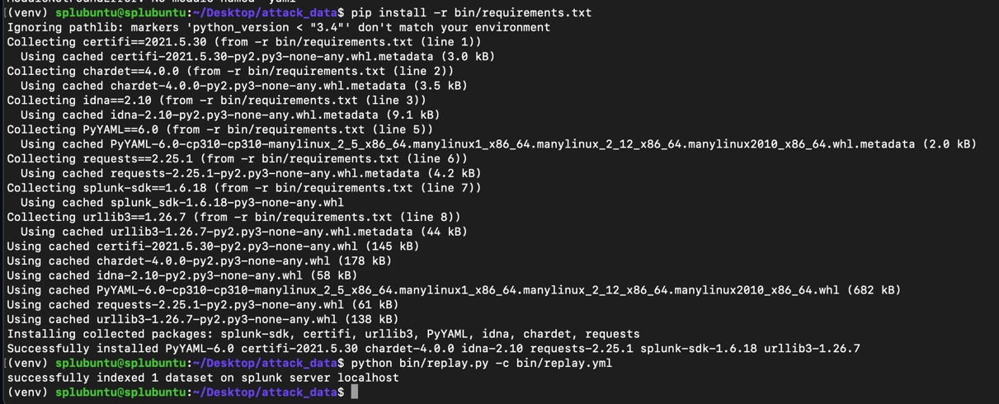 ModuleNotFoundError: No module named 'yaml'
(venv) splubuntu@splubuntu:~/Desktop/attack_data$ pip install -r bin/requirements.txt
Ignoring pathlib: markers 'python_version < "3.4"' don't match your environment
Collecting certifi==2021.5.30 (from -r bin/requirements.txt (line 1))
  Using cached certifi-2021.5.30-py2.py3-none-any.whl.metadata (3.0 kB)
Collecting chardet==4.0.0 (from -r bin/requirements.txt (line 2))
  Using cached chardet-4.0.0-py2.py3-none-any.whl.metadata (3.5 kB)
Collecting idna==2.10 (from -r bin/requirements.txt (line 3))
  Using cached idna-2.10-py2.py3-none-any.whl.metadata (9.1 kB)
Collecting PyYAML==6.0 (from -r bin/requirements.txt (line 5))
  Using cached PyYAML-6.0-cp310-cp310-manylinux_2_5_x86_64.manylinux1_x86_64.manylinux_2_12_x86_64.manylinux2010_x86_64.whl.metadata (2.0 kB)
Collecting requests==2.25.1 (from -r bin/requirements.txt (line 6))
  Using cached requests-2.25.1-py2.py3-none-any.whl.metadata (4.2 kB)
Collecting splunk-sdk==1.6.18 (from -r bin/requirements.txt (line 7))
  Using cached splunk_sdk-1.6.18-py3-none-any.whl
Collecting urllib3==1.26.7 (from -r bin/requirements.txt (line 8))
  Using cached urllib3-1.26.7-py2.py3-none-any.whl.metadata (44 kB)
Using cached certifi-2021.5.30-py2.py3-none-any.whl (145 kB)
Using cached chardet-4.0.0-py2.py3-none-any.whl (178 kB)
Using cached idna-2.10-py2.py3-none-any.whl (58 kB)
Using cached PyYAML-6.0-cp310-cp310-manylinux_2_5_x86_64.manylinux1_x86_64.manylinux_2_12_x86_64.manylinux2010_x86_64.whl (682 kB)
Using cached requests-2.25.1-py2.py3-none-any.whl (61 kB)
Using cached urllib3-1.26.7-py2.py3-none-any.whl (138 kB)
Installing collected packages: splunk-sdk, certifi, urllib3, PyYAML, idna, chardet, requests
Successfully installed PyYAML-6.0 certifi-2021.5.30 chardet-4.0.0 idna-2.10 requests-2.25.1 splunk-sdk-1.6.18 urllib3-1.26.7
(venv) splubuntu@splubuntu:~/Desktop/attack_data$ python bin/replay.py -c bin/replay.yml
successfully indexed 1 dataset on splunk server localhost
(venv) splubuntu@splubuntu:~/Desktop/attack_data$